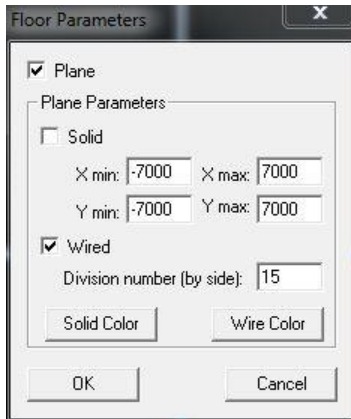 Floor Parameters X
Plane
Plane Parameters
Solid
X min: -7000 X max: 7000
Y min: -7000 Y max: 7000
Wired
Division number (by side): 15
Solid Color Wire Color
OK Cancel